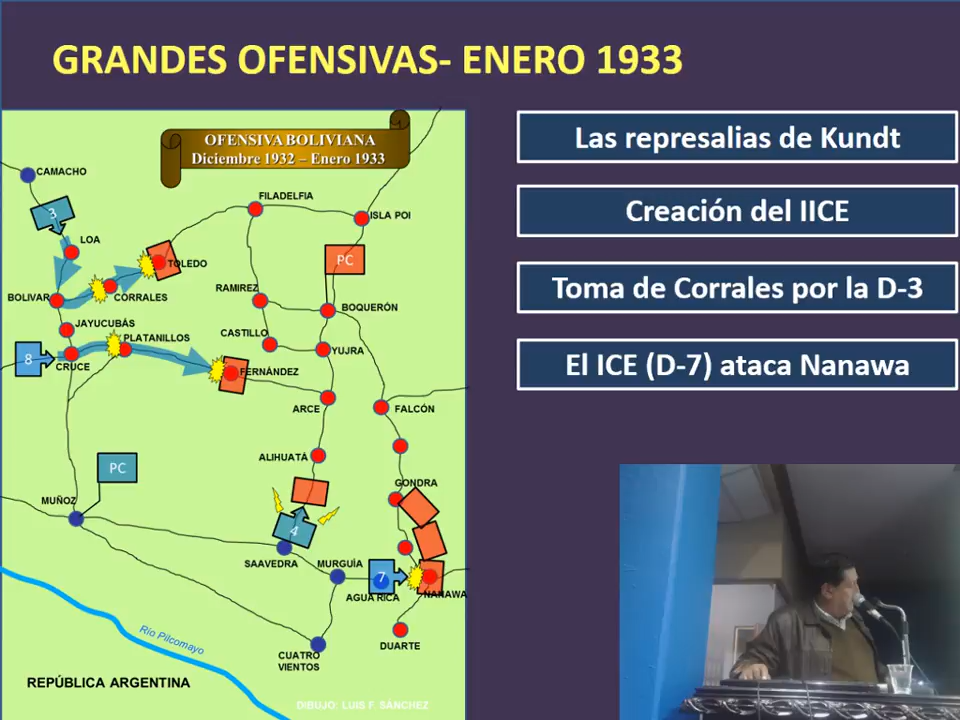 GRANDES OFENSIVAS- ENERO 1933
OFENSIVA BOLIVIANA
Diciembre 1932 – Enero 1933
CAMACHO
3
LOA
FILADELFIA
ISLA POI
TOLEDO
PC
BOLIVAR
CORRALES
RAMIREZ
BOQUERÓN
JAYUCUBÁS
PLATANILLOS
CASTILLO
YUJRA
8
CRUCE
FERNÁNDEZ
ARCE
FALCÓN
ALIHUATÁ
PC
GONDRA
MUÑOZ
4
SAAVEDRA
MURGUÍA
7
AGUA RICA
NANAWA
Río Pilcomayo
DUARTE
CUATRO
VIENTOS
REPÚBLICA ARGENTINA
DIBUJO: LUIS F. SÁNCHEZ
Las represalias de Kundt
Creación del IICE
Toma de Corrales por la D-3
El ICE (D-7) ataca Nanawa